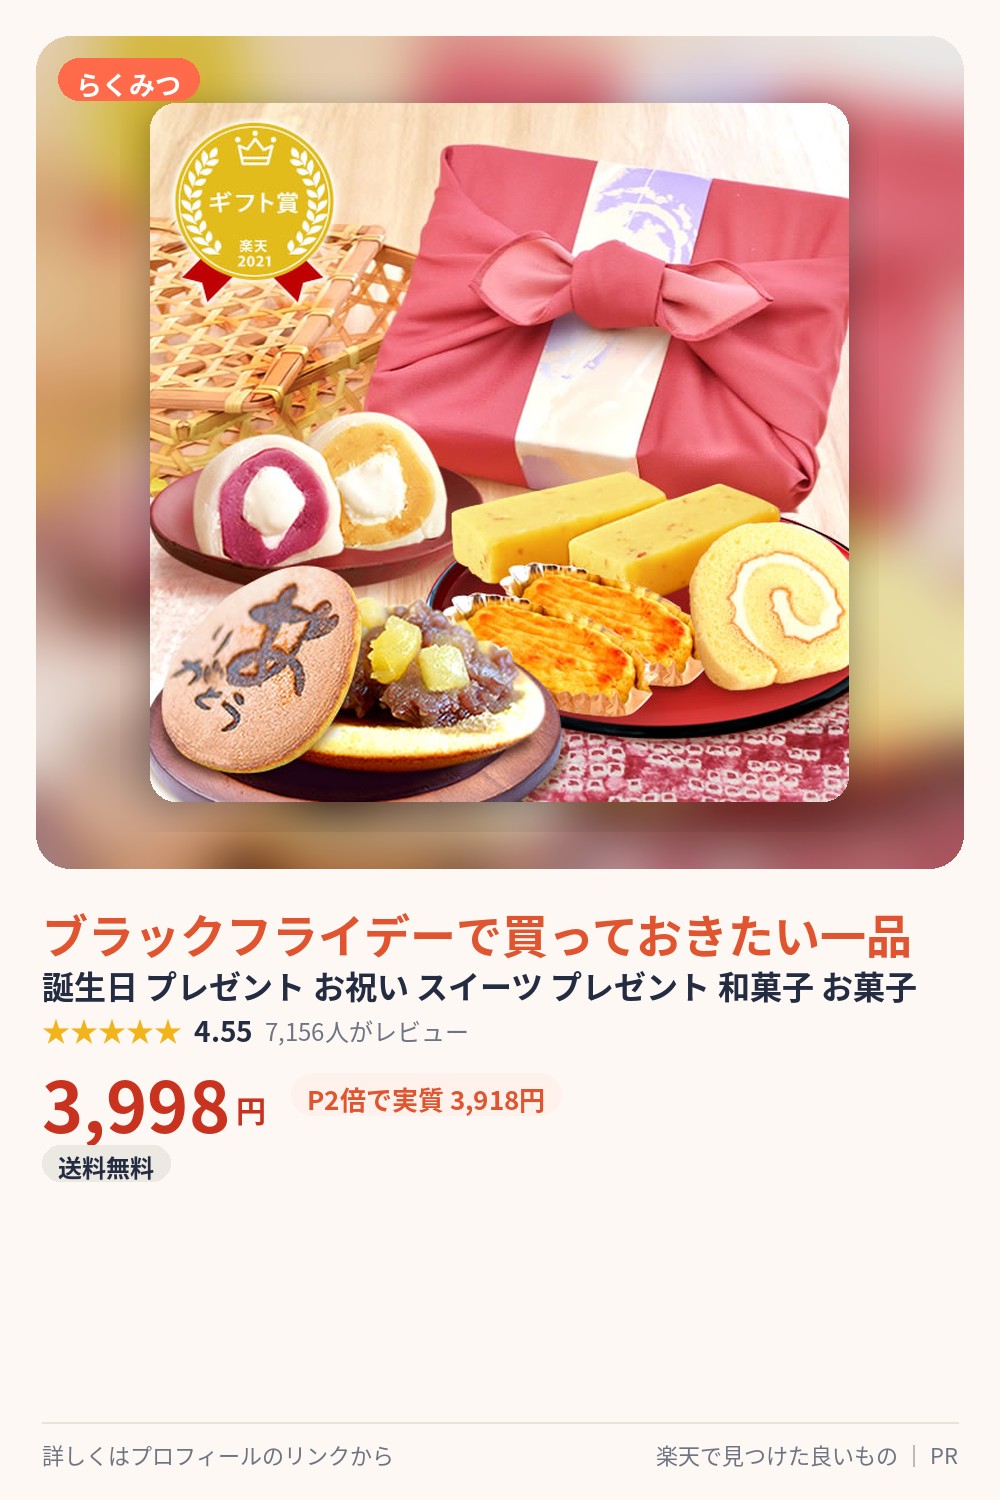 らくみつ
ギフト賞
楽天
2021
ありがとう
ブラックフライデーで買っておきたい一品
誕生日 プレゼント お祝い スイーツ プレゼント 和菓子 お菓子
★★★★★ 4.55 7,156人がレビュー
3,998円 P2倍で実質 3,918円
送料無料
詳しくはプロフィールのリンクから
楽天で見つけた良いもの ｜ PR